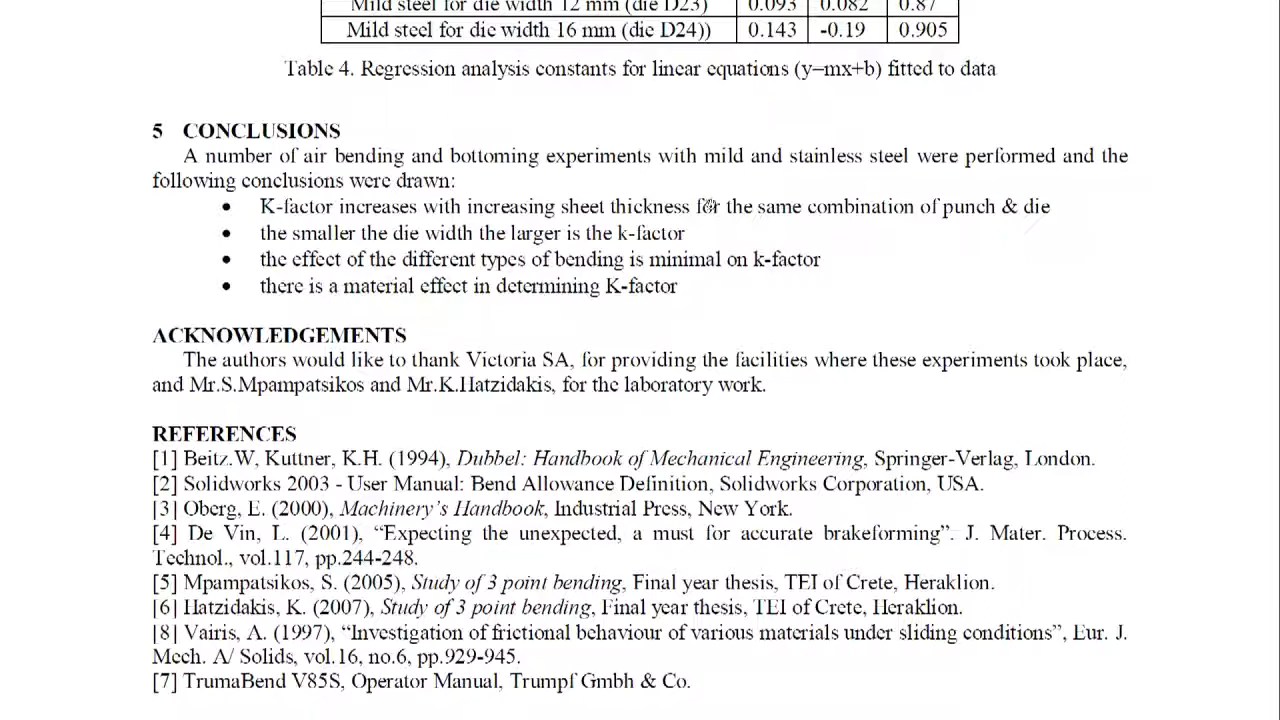 Mild steel for die width 12 mm (die D23) 0.093 0.082 0.87
Mild steel for die width 16 mm (die D24)) 0.143 -0.19 0.905
Table 4. Regression analysis constants for linear equations (y=mx+b) fitted to data
5 CONCLUSIONS
A number of air bending and bottoming experiments with mild and stainless steel were performed and the
following conclusions were drawn:
• K-factor increases with increasing sheet thickness for the same combination of punch & die
• the smaller the die width the larger is the k-factor
• the effect of the different types of bending is minimal on k-factor
• there is a material effect in determining K-factor
ACKNOWLEDGEMENTS
The authors would like to thank Victoria SA, for providing the facilities where these experiments took place,
and Mr.S.Mpampatsikos and Mr.K.Hatzidakis, for the laboratory work.
REFERENCES
[1] Beitz.W, Kuttner, K.H. (1994), Dubbel: Handbook of Mechanical Engineering, Springer-Verlag, London.
[2] Solidworks 2003 - User Manual: Bend Allowance Definition, Solidworks Corporation, USA.
[3] Oberg, E. (2000), Machinery's Handbook, Industrial Press, New York.
[4] De Vin, L. (2001), “Expecting the unexpected, a must for accurate brakeforming”. J. Mater. Process.
Technol., vol.117, pp.244-248.
[5] Mpampatsikos, S. (2005), Study of 3 point bending, Final year thesis, TEI of Crete, Heraklion.
[6] Hatzidakis, K. (2007), Study of 3 point bending, Final year thesis, TEI of Crete, Heraklion.
[8] Vairis, A. (1997), “Investigation of frictional behaviour of various materials under sliding conditions”, Eur. J.
Mech. A/ Solids, vol.16, no.6, pp.929-945.
[7] TrumaBend V85S, Operator Manual, Trumpf Gmbh & Co.